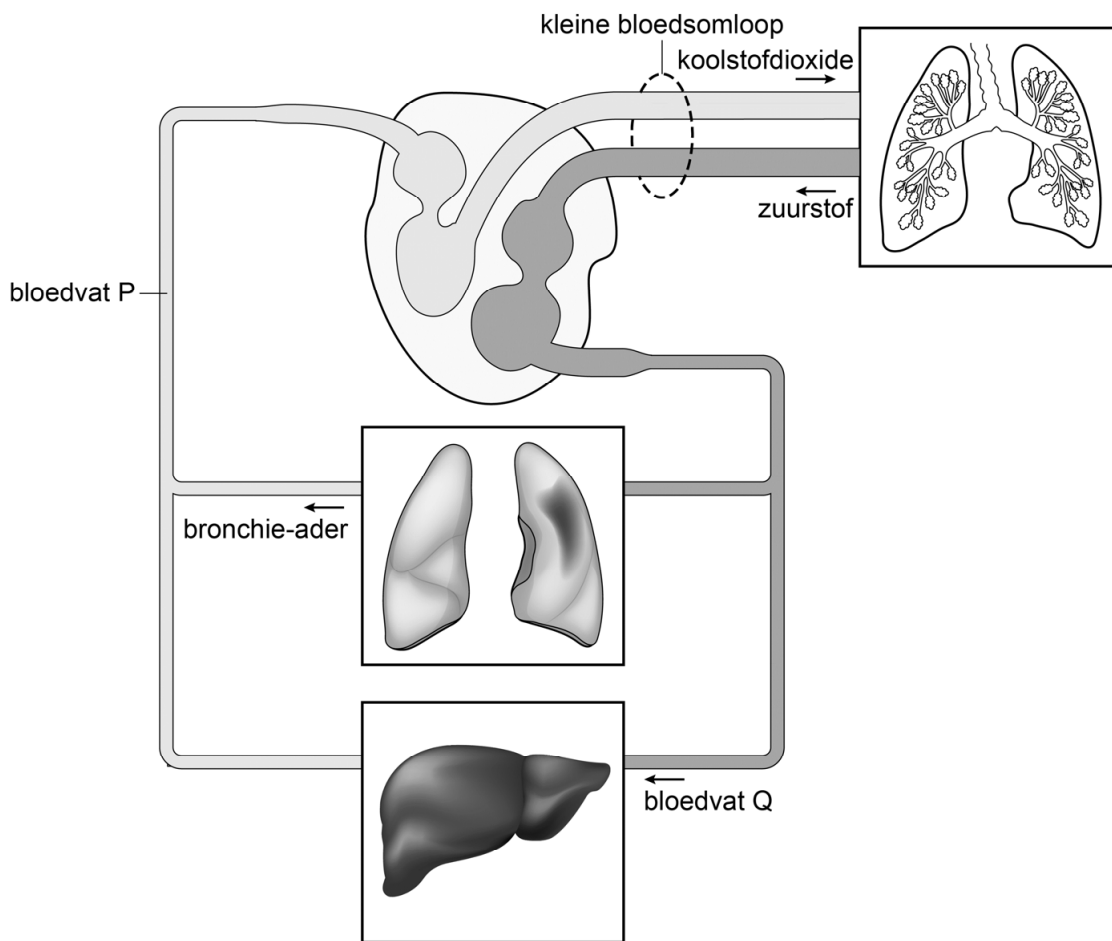 kleine bloedsomloop
koolstofdioxide
zuurstof
bloedvat P
bronchie-ader
bloedvat Q